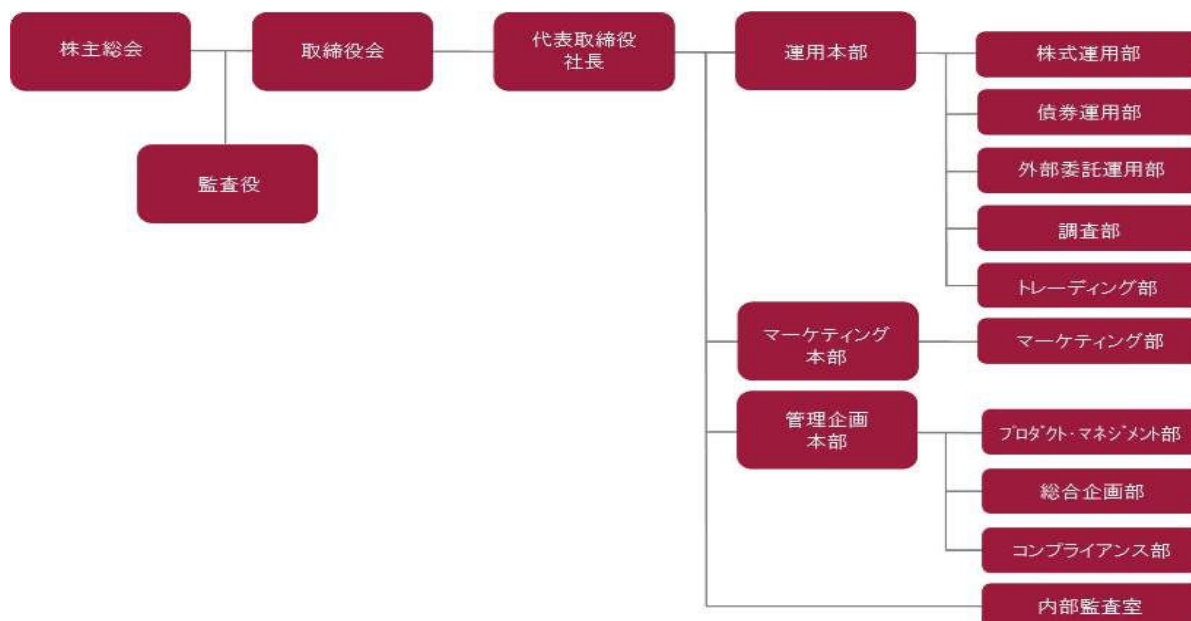 株主総会
取締役会
代表取締役
社長
監査役
運用本部
株式運用部
債券運用部
外部委託運用部
調査部
トレーディング部
マーケティング
本部
マーケティング部
管理企画
本部
プロダクト・マネジメント部
総合企画部
コンプライアンス部
内部監査室